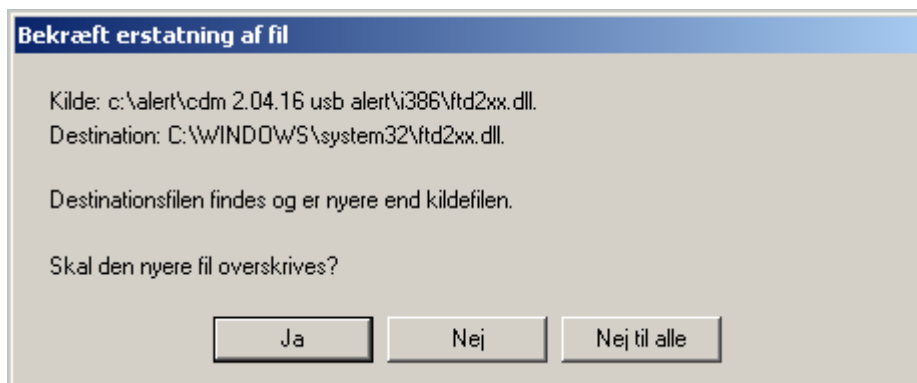 Bekræft erstatning af fil
Kilde: c:\alert\cdm 2.04.16 usb alert\i386\ftd2xx.dll.
Destination: C:\WINDOWS\system32\ftd2xx.dll.
Destinationsfilen findes og er nyere end kildefilen.
Skal den nyere fil overskrives?
Ja
Nej
Nej til alle